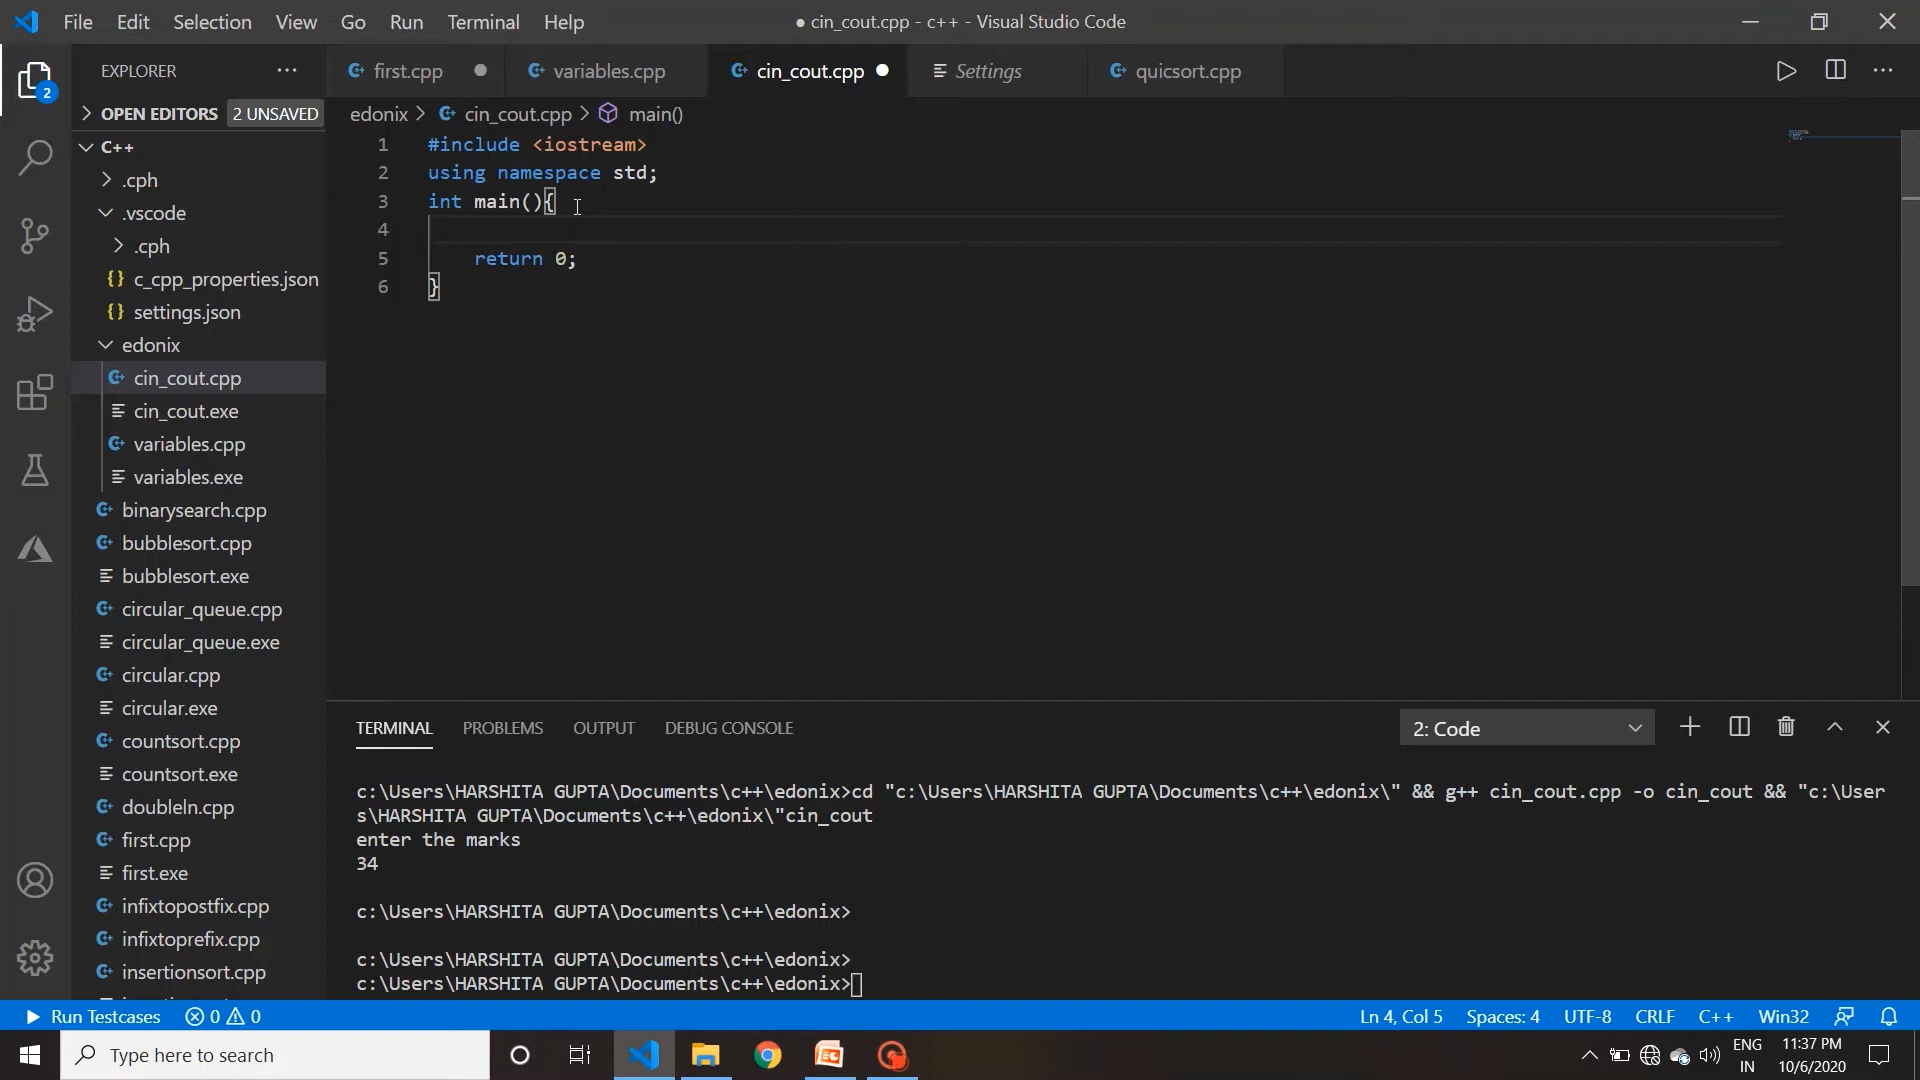 File Edit Selection View Go Run Terminal Help
● cin_cout.cpp - c++ - Visual Studio Code
EXPLORER
first.cpp
variables.cpp
cin_cout.cpp
Settings
quicsort.cpp
2
OPEN EDITORS 2 UNSAVED
edonix > cin_cout.cpp > main()
C++
.cph
.vscode
.cph
c_cpp_properties.json
settings.json
edonix
cin_cout.cpp
cin_cout.exe
variables.cpp
variables.exe
binarysearch.cpp
bubblesort.cpp
bubblesort.exe
circular_queue.cpp
circular_queue.exe
circular.cpp
circular.exe
countsort.cpp
countsort.exe
doubleln.cpp
first.cpp
first.exe
infixtopostfix.cpp
infixtoprefix.cpp
insertionsort.cpp
1 #include <iostream>
2 using namespace std;
3 int main(){
4
5 return 0;
6 }
TERMINAL PROBLEMS OUTPUT DEBUG CONSOLE
2: Code
c:\Users\HARSHITA GUPTA\Documents\c++\edonix>cd "c:\Users\HARSHITA GUPTA\Documents\c++\edonix\" && g++ cin_cout.cpp -o cin_cout && "c:\User
s\HARSHITA GUPTA\Documents\c++\edonix\"cin_cout
enter the marks
34
c:\Users\HARSHITA GUPTA\Documents\c++\edonix>
c:\Users\HARSHITA GUPTA\Documents\c++\edonix>
c:\Users\HARSHITA GUPTA\Documents\c++\edonix>
Run Testcases 0 0
Ln 4, Col 5 Spaces: 4 UTF-8 CRLF C++ Win32
Type here to search
ENG
IN
11:37 PM
10/6/2020